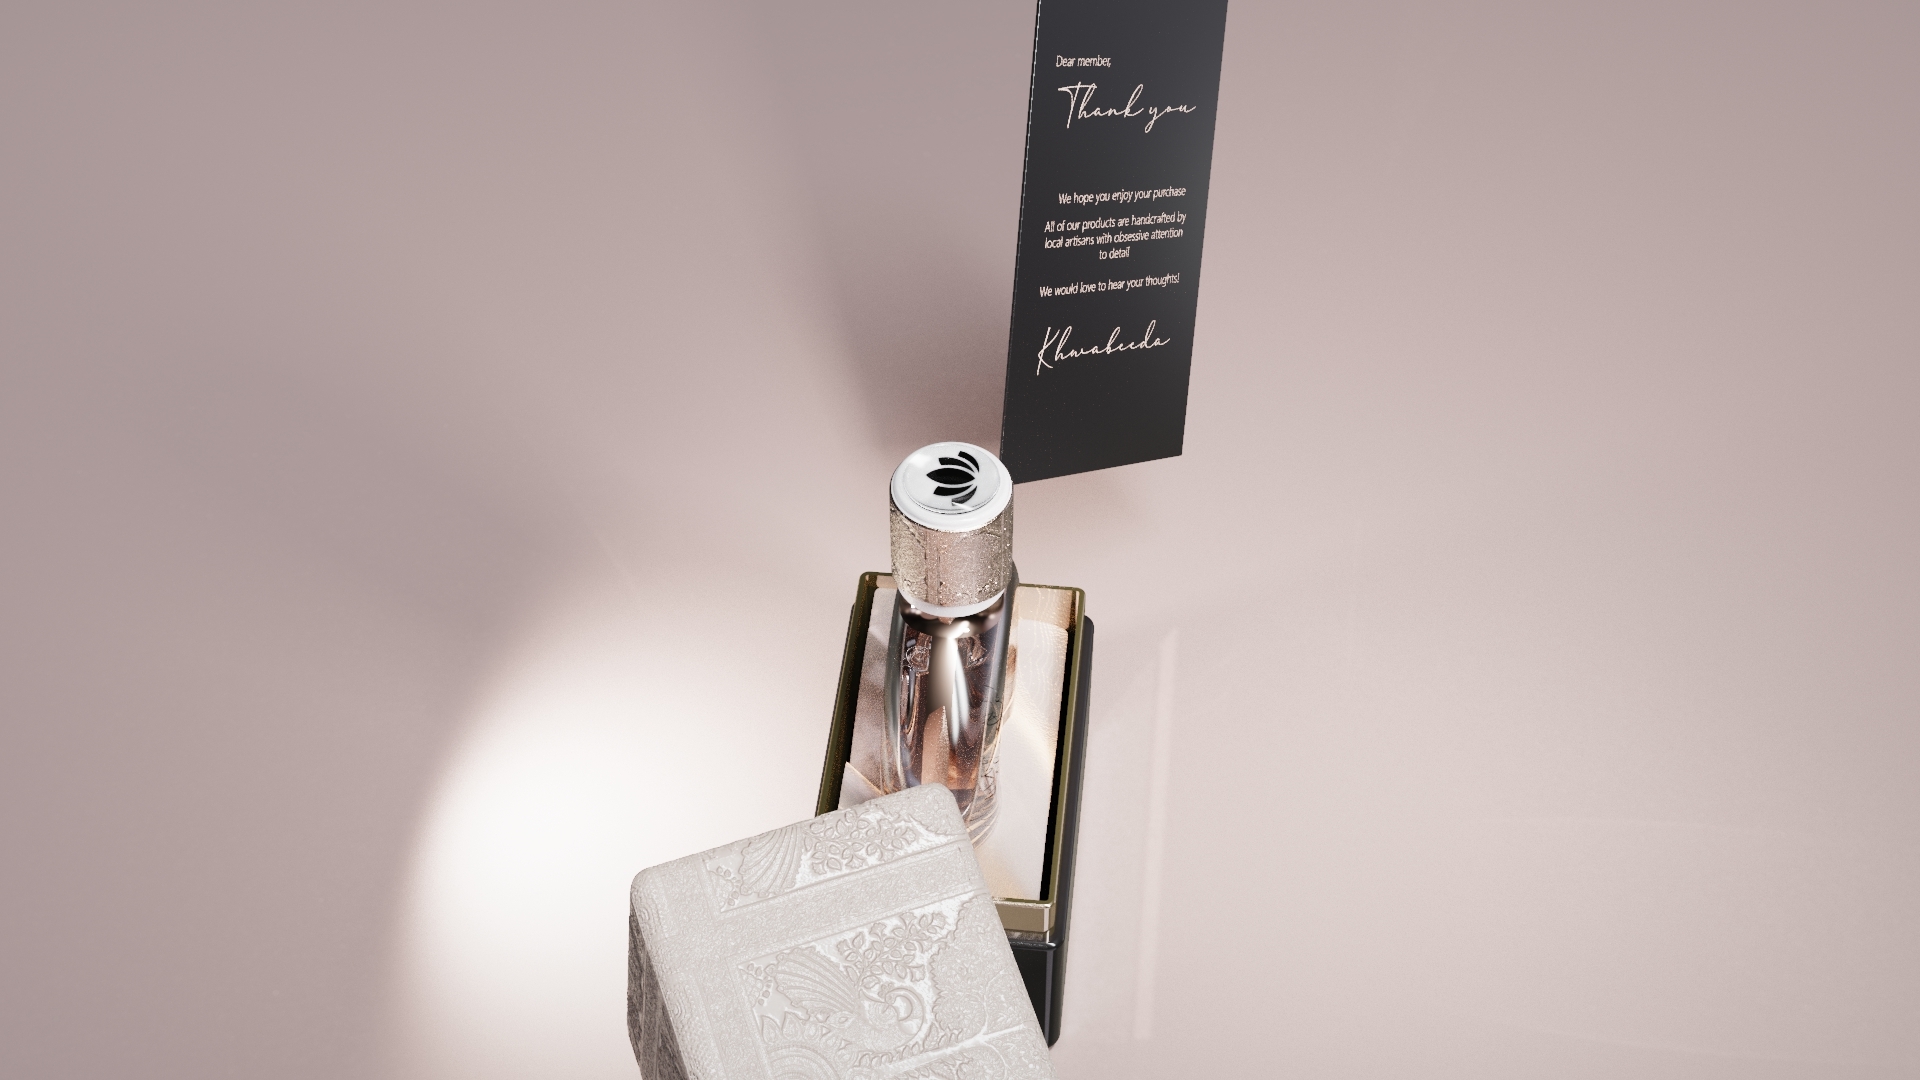 Dear member,
Thank you
We hope you enjoy your purchase
All of our products are handcrafted by
local artisans with obsessive attention
to detail
We would love to hear your thoughts!
Khwabeeda